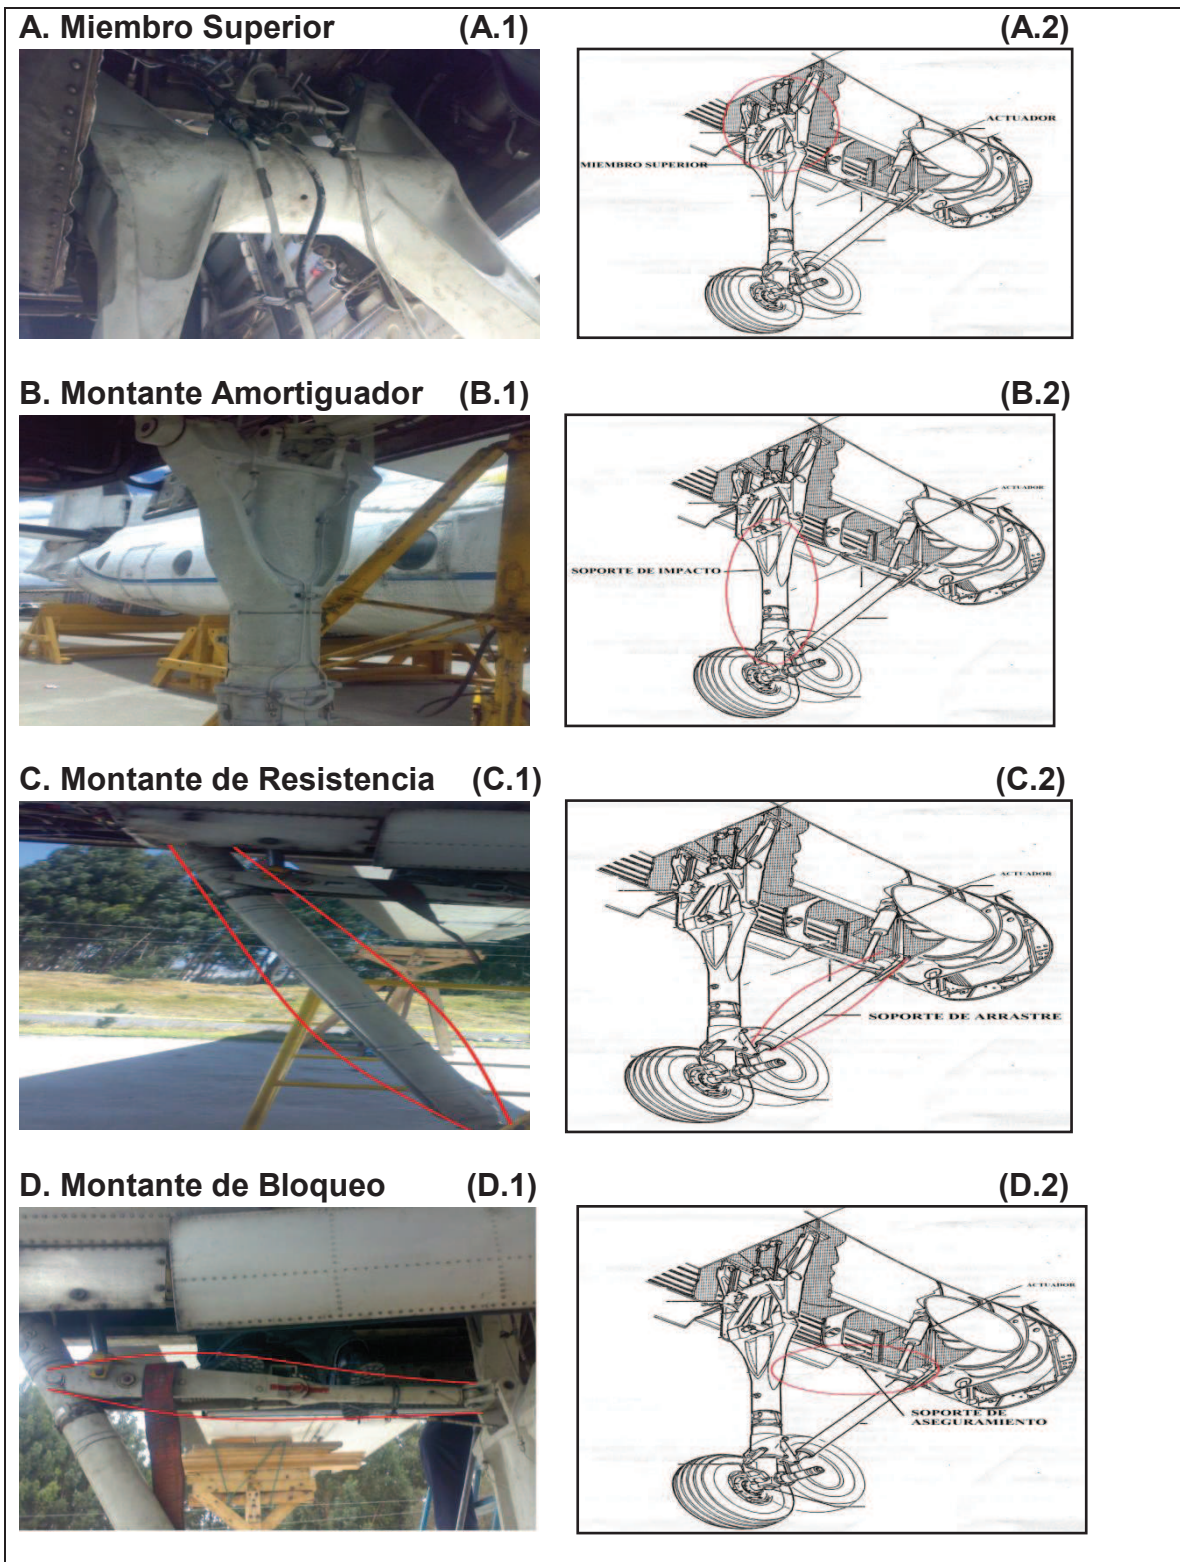 A. Miembro Superior (A.1) (A.2)
ACTUADOR
MIEMBRO SUPERIOR
B. Montante Amortiguador (B.1) (B.2)
ACTUADOR
SOPORTE DE IMPACTO
C. Montante de Resistencia (C.1) (C.2)
ACTUADOR
SOPORTE DE ARRASTRE
D. Montante de Bloqueo (D.1) (D.2)
ACTUADOR
SOPORTE DE
ASEGURAMIENTO